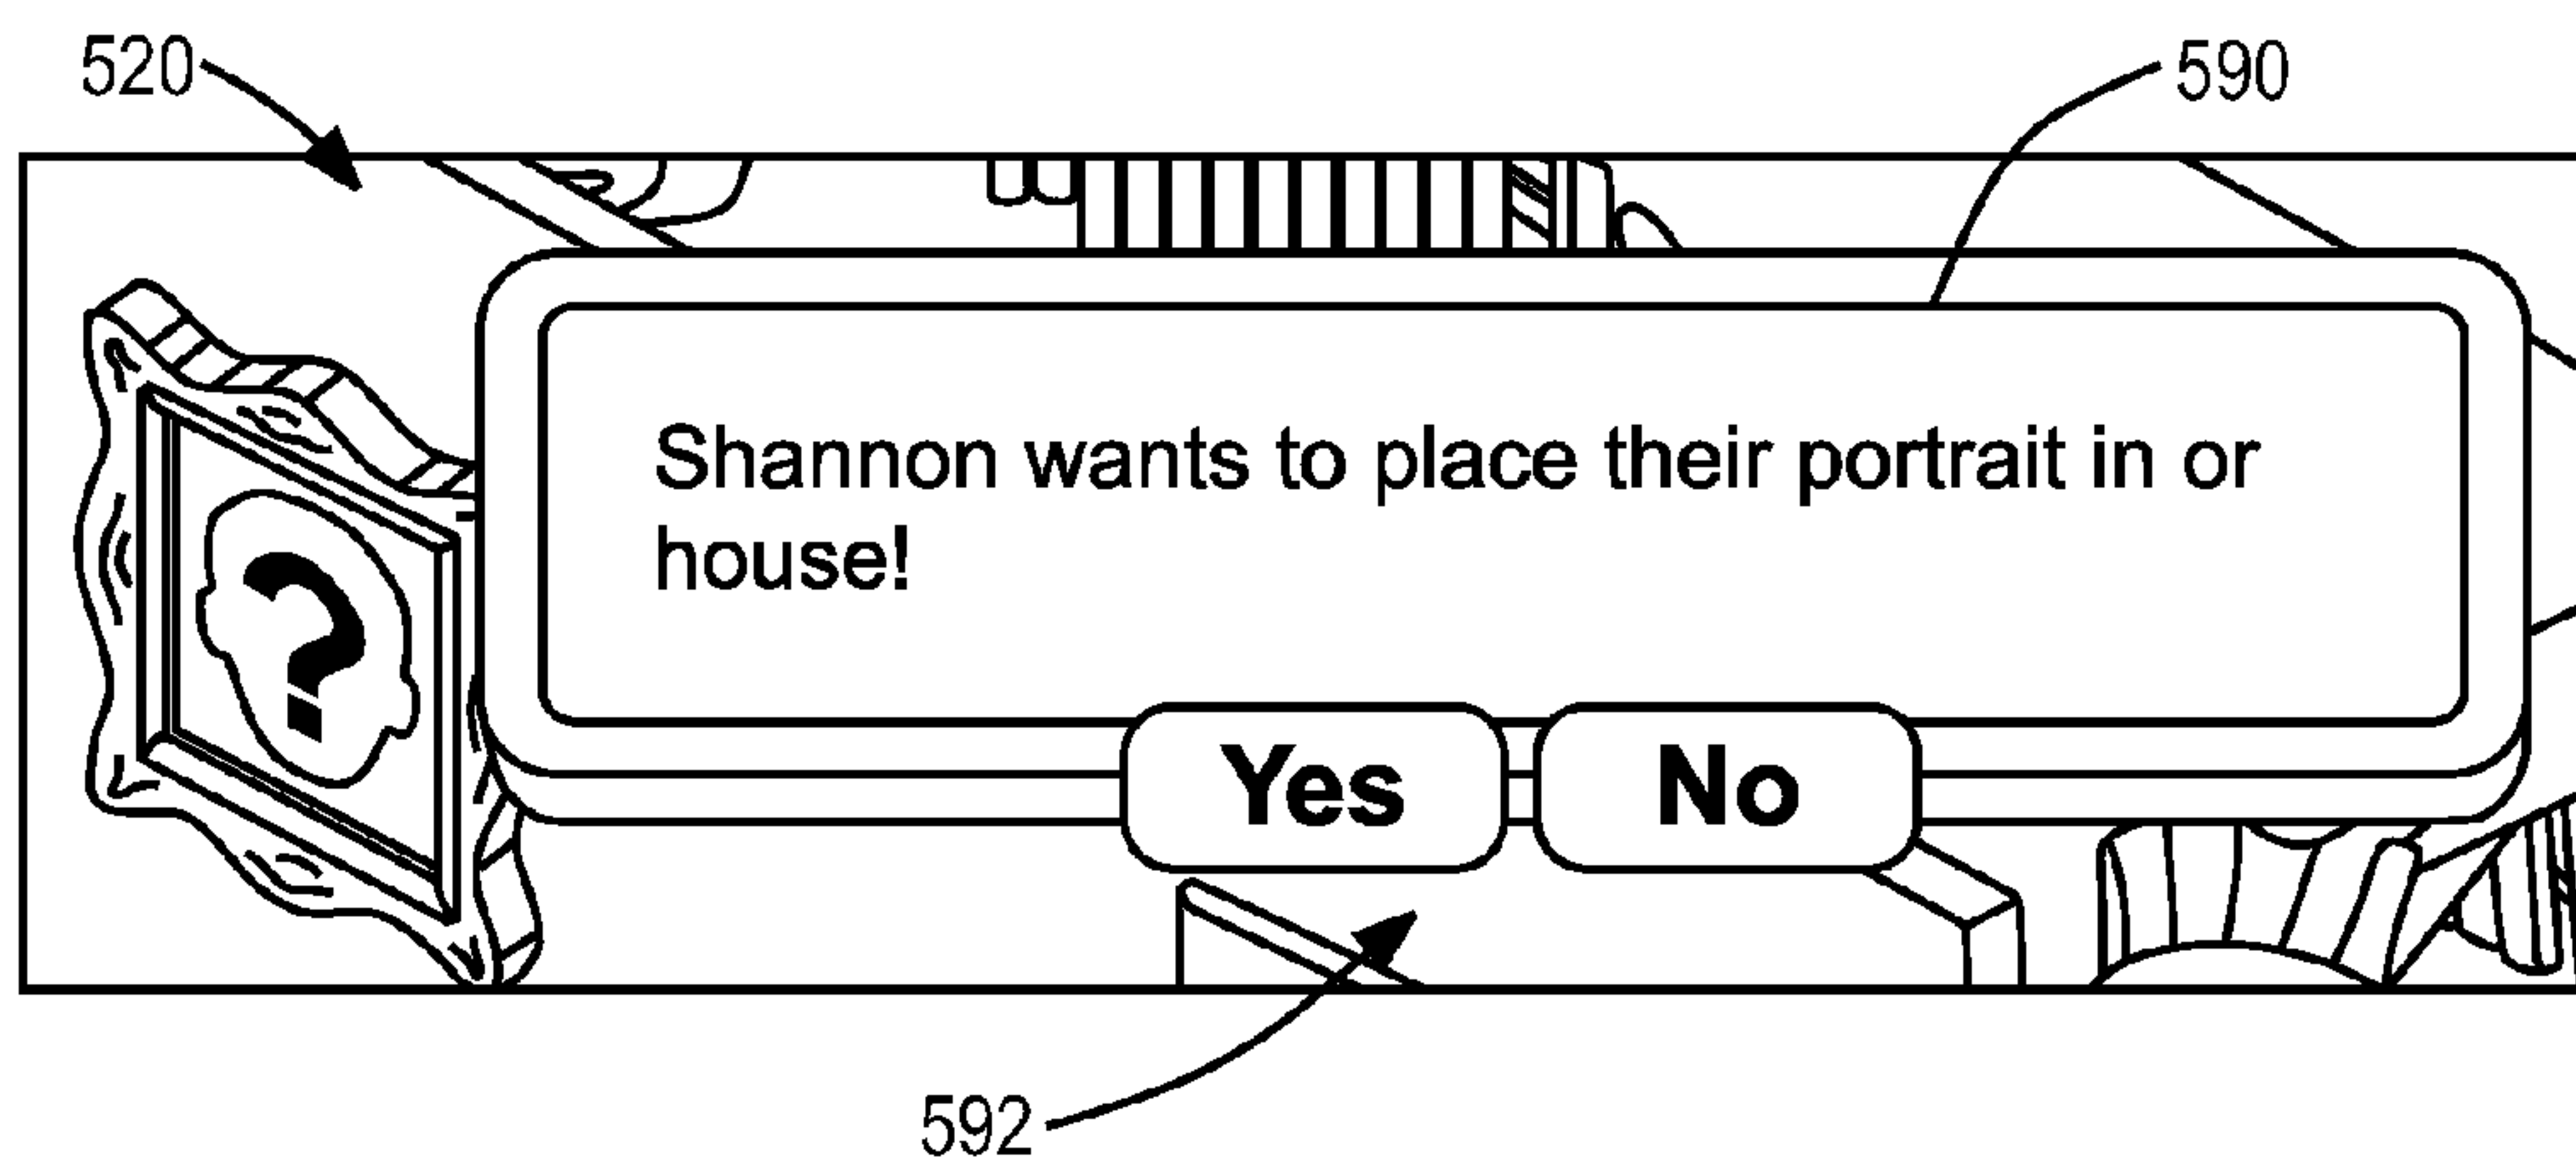 520
590
Shannon wants to place their portrait in or
house!
?
Yes No
592